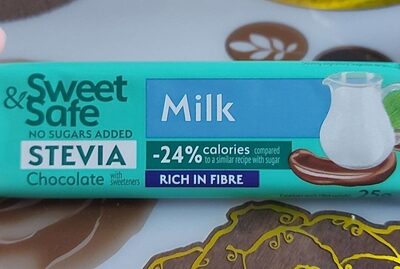 Sweet
& Safe
NO SUGARS ADDED
STEVIA
Chocolate with sweeteners
Milk
-24% calories compared to a similar recipe with sugar
RICH IN FIBRE
25g